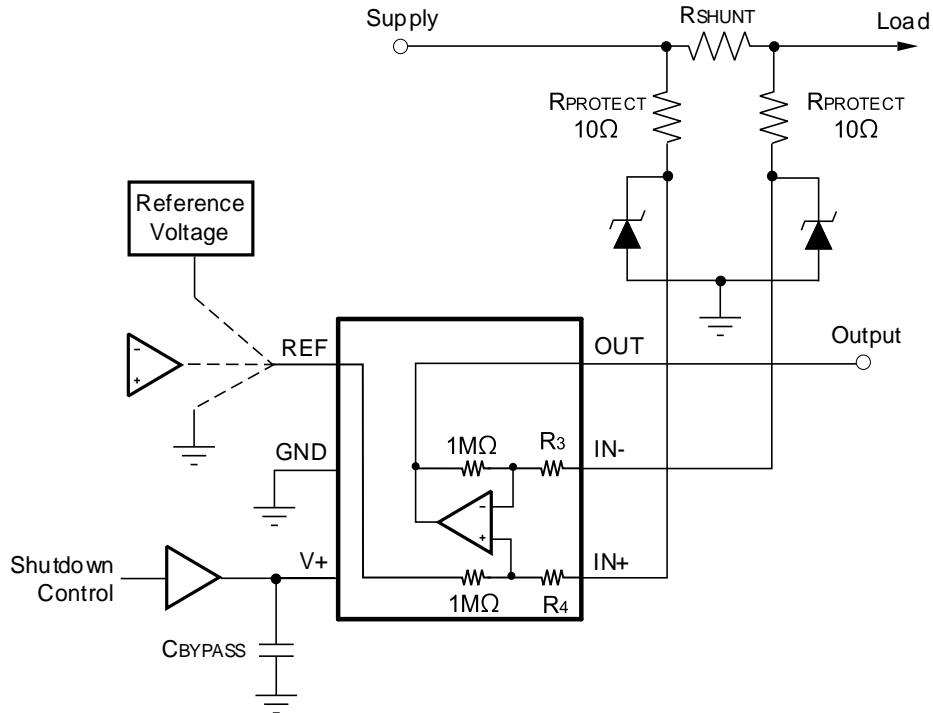 Supply
RSHUNT
Load
RPROTECT
10Ω
RPROTECT
10Ω
Reference
Voltage
-
+
REF
OUT
Output
GND
1MΩ
R3
IN-
-
+
Shutdown
Control
V+
1MΩ
R4
IN+
CBYPASS